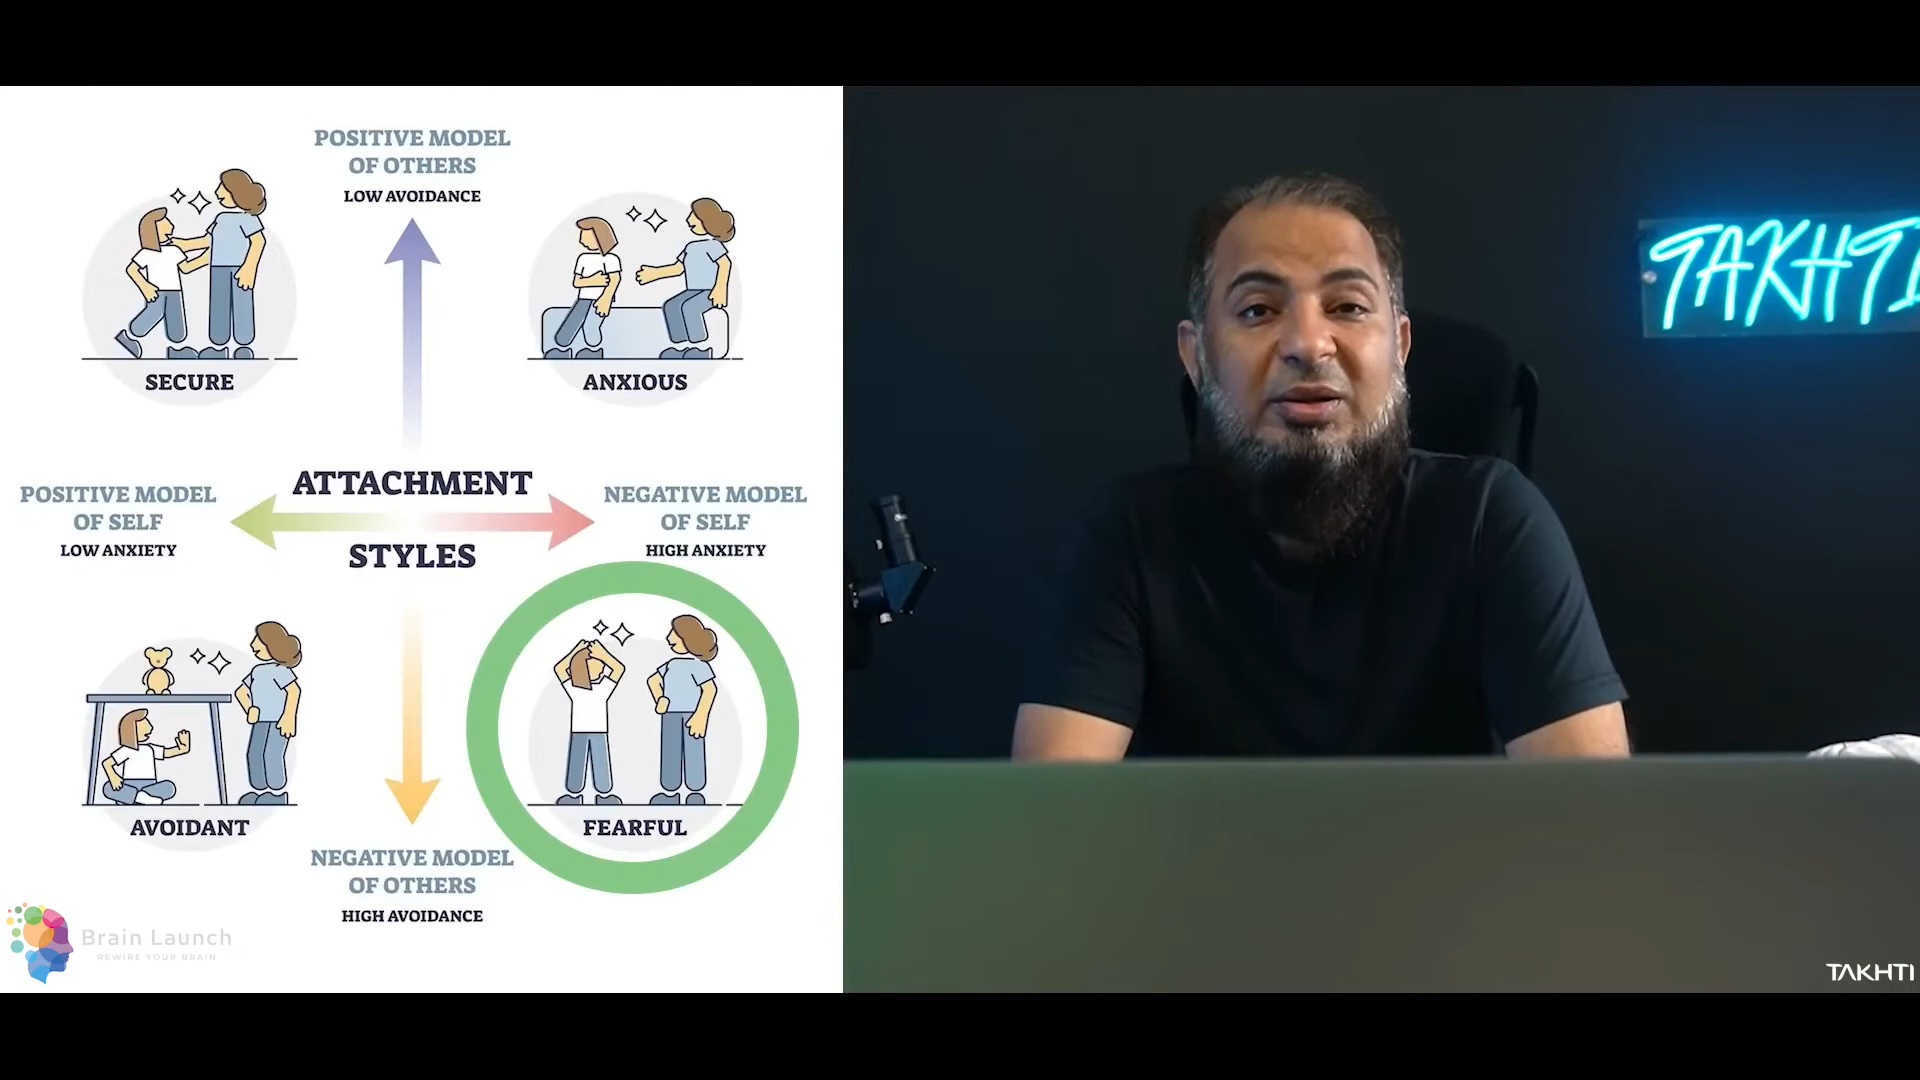 POSITIVE MODEL
OF OTHERS
LOW AVOIDANCE
SECURE
ANXIOUS
ATTACHMENT
STYLES
POSITIVE MODEL
OF SELF
LOW ANXIETY
NEGATIVE MODEL
OF SELF
HIGH ANXIETY
AVOIDANT
FEARFUL
NEGATIVE MODEL
OF OTHERS
HIGH AVOIDANCE
Brain Launch
REWIRE YOUR BRAIN
TAKHTI
TAKHTI